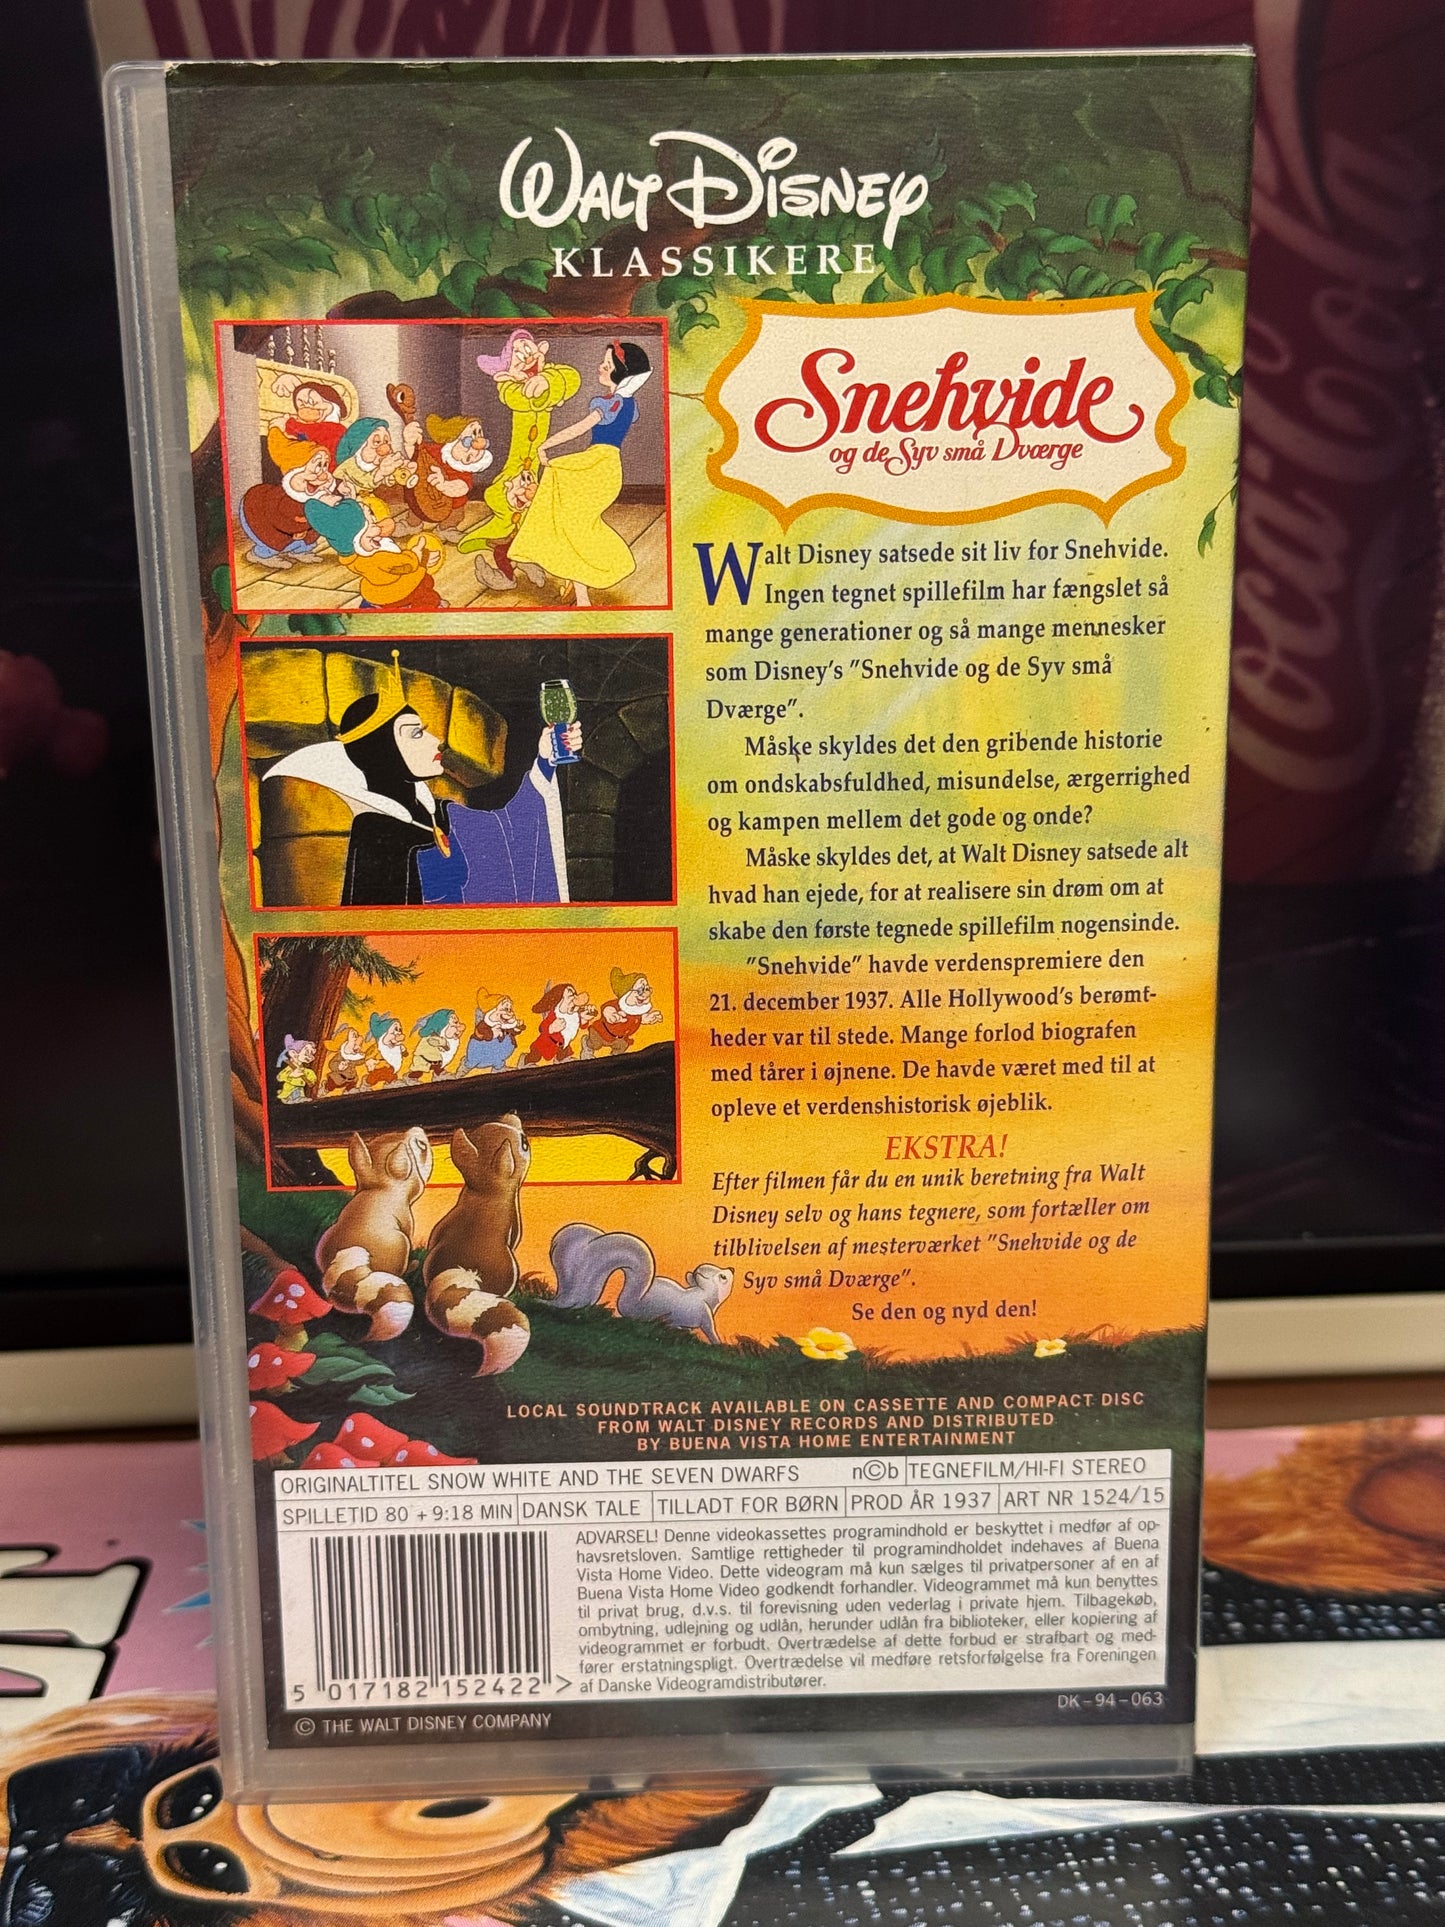 WALT DISNEY
KLASSIKERE
Snehvide
og de Syv små Dværge
Walt Disney satsede sit liv for Snehvide.
Ingen tegnet spillefilm har fængslet så
mange generationer og så mange mennesker
som Disney's "Snehvide og de Syv små
Dværge".
Måske skyldes det den gribende historie
om ondskabsfuldhed, misundelse, ærgerrighed
og kampen mellem det gode og onde?
Måske skyldes det, at Walt Disney satsede alt
hvad han ejede, for at realisere sin drøm om at
skabe den første tegnede spillefilm nogensinde.
"Snehvide" havde verdenspremiere den
21. december 1937. Alle Hollywood's berømt-
heder var til stede. Mange forlod biografen
med tårer i øjnene. De havde været med til at
opleve et verdenshistorisk øjeblik.
EKSTRA!
Efter filmen får du en unik beretning fra Walt
Disney selv og hans tegnere, som fortæller om
tilblivelsen af mesterværket "Snehvide og de
Syv små Dværge".
Se den og nyd den!
LOCAL SOUNDTRACK AVAILABLE ON CASSETTE AND COMPACT DISC
FROM WALT DISNEY RECORDS AND DISTRIBUTED
BY BUENA VISTA HOME ENTERTAINMENT
ORIGINALTITEL SNOW WHITE AND THE SEVEN DWARFS n©b TEGNEFILM/HI-FI STEREO
SPILLETID 80 + 9:18 MIN DANSK TALE TILLADT FOR BØRN PROD ÅR 1937 ART NR 1524/15
ADVARSEL! Denne videokassettes programindhold er beskyttet i medfør af op-
havsretsloven. Samtlige rettigheder til programindholdet indehaves af Buena
Vista Home Video. Dette videogram må kun sælges til privatpersoner af en af
Buena Vista Home Video godkendt forhandler. Videogrammet må kun benyttes
til privat brug, d.v.s. til forevisning uden vederlag i private hjem. Tilbagekøb,
ombytning, udlejning og udlån, herunder udlån fra biblioteker, eller kopiering af
videogrammet er forbudt. Overtrædelse af dette forbud er strafbart og med-
fører erstatningspligt. Overtrædelse vil medføre retsforfølgelse fra Foreningen
af Danske Videogramdistributører.
5 017182 152422 >
DK-94-063
© THE WALT DISNEY COMPANY
Coca-Cola